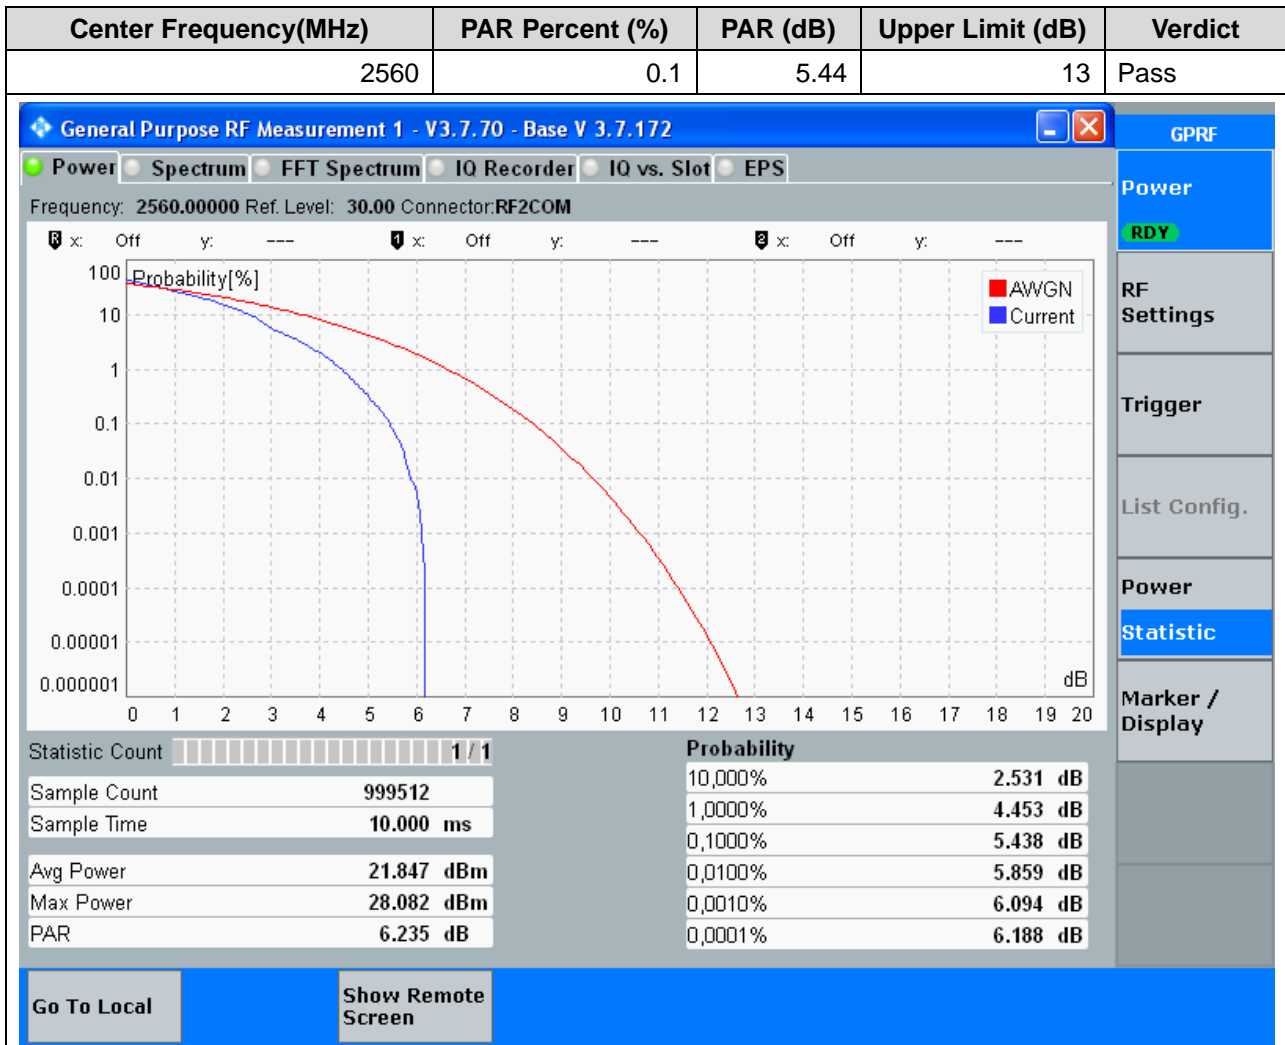 Center Frequency(MHz) PAR Percent (%) PAR (dB) Upper Limit (dB) Verdict
2560 0.1 5.44 13 Pass
General Purpose RF Measurement 1 - V3.7.70 - Base V 3.7.172
GPRF
Power Spectrum FFT Spectrum IQ Recorder IQ vs. Slot EPS
Power
RDY
Frequency: 2560.00000 Ref. Level: 30.00 Connector:RF2COM
R x: Off y: --- 1 x: Off y: --- 2 x: Off y: ---
Probability[%]
AWGN
Current
100
10
1
0.1
0.01
0.001
0.0001
0.00001
0.000001
dB
0 1 2 3 4 5 6 7 8 9 10 11 12 13 14 15 16 17 18 19 20
RF
Settings
Trigger
List Config.
Power
Statistic
Marker /
Display
Statistic Count 1 / 1
Sample Count 999512
Sample Time 10.000 ms
Avg Power 21.847 dBm
Max Power 28.082 dBm
PAR 6.235 dB
Probability
10,000% 2.531 dB
1,0000% 4.453 dB
0,1000% 5.438 dB
0,0100% 5.859 dB
0,0010% 6.094 dB
0,0001% 6.188 dB
Go To Local
Show Remote
Screen